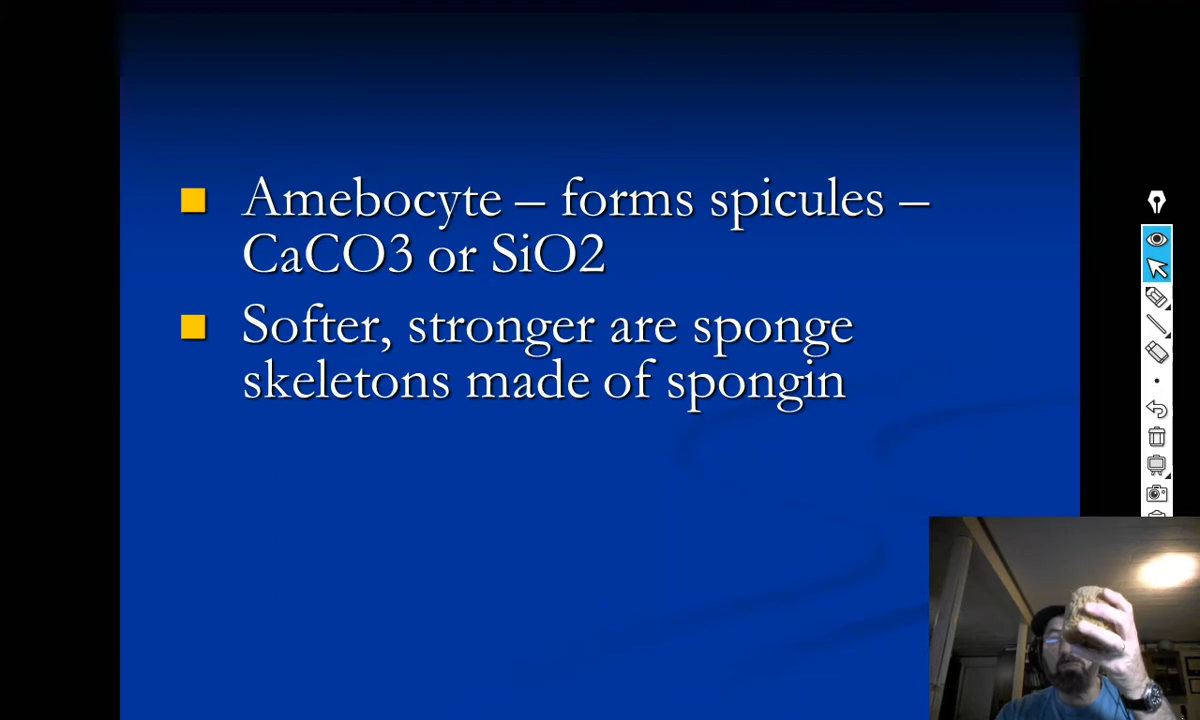 Amebocyte – forms spicules –
CaCO3 or SiO2
Softer, stronger are sponge
skeletons made of spongin